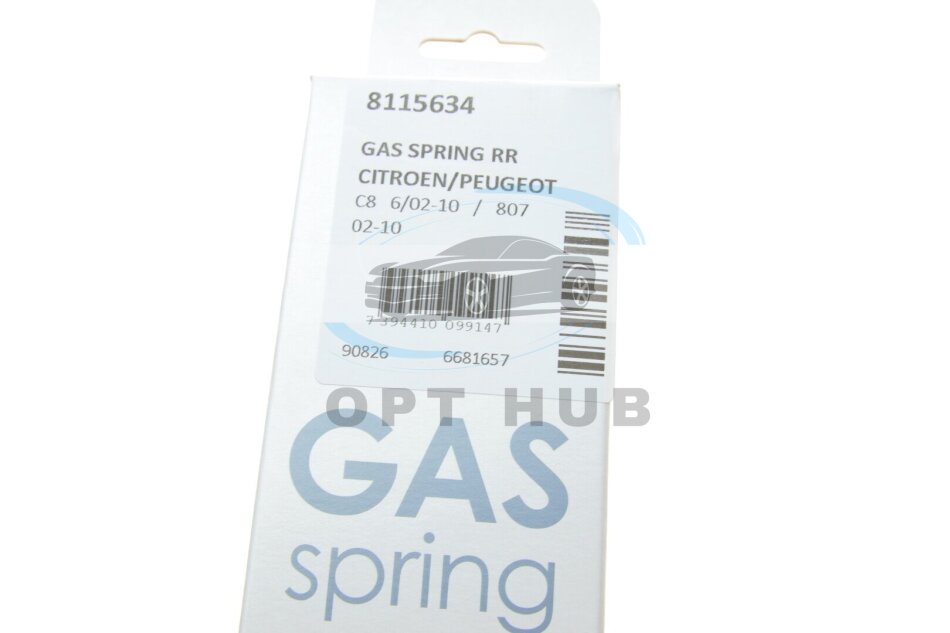 8115634
GAS SPRING RR
CITROEN/PEUGEOT
C8 6/02-10 / 807
02-10
7 394410 099147
90826 6681657
OPT HUB
GAS
spring